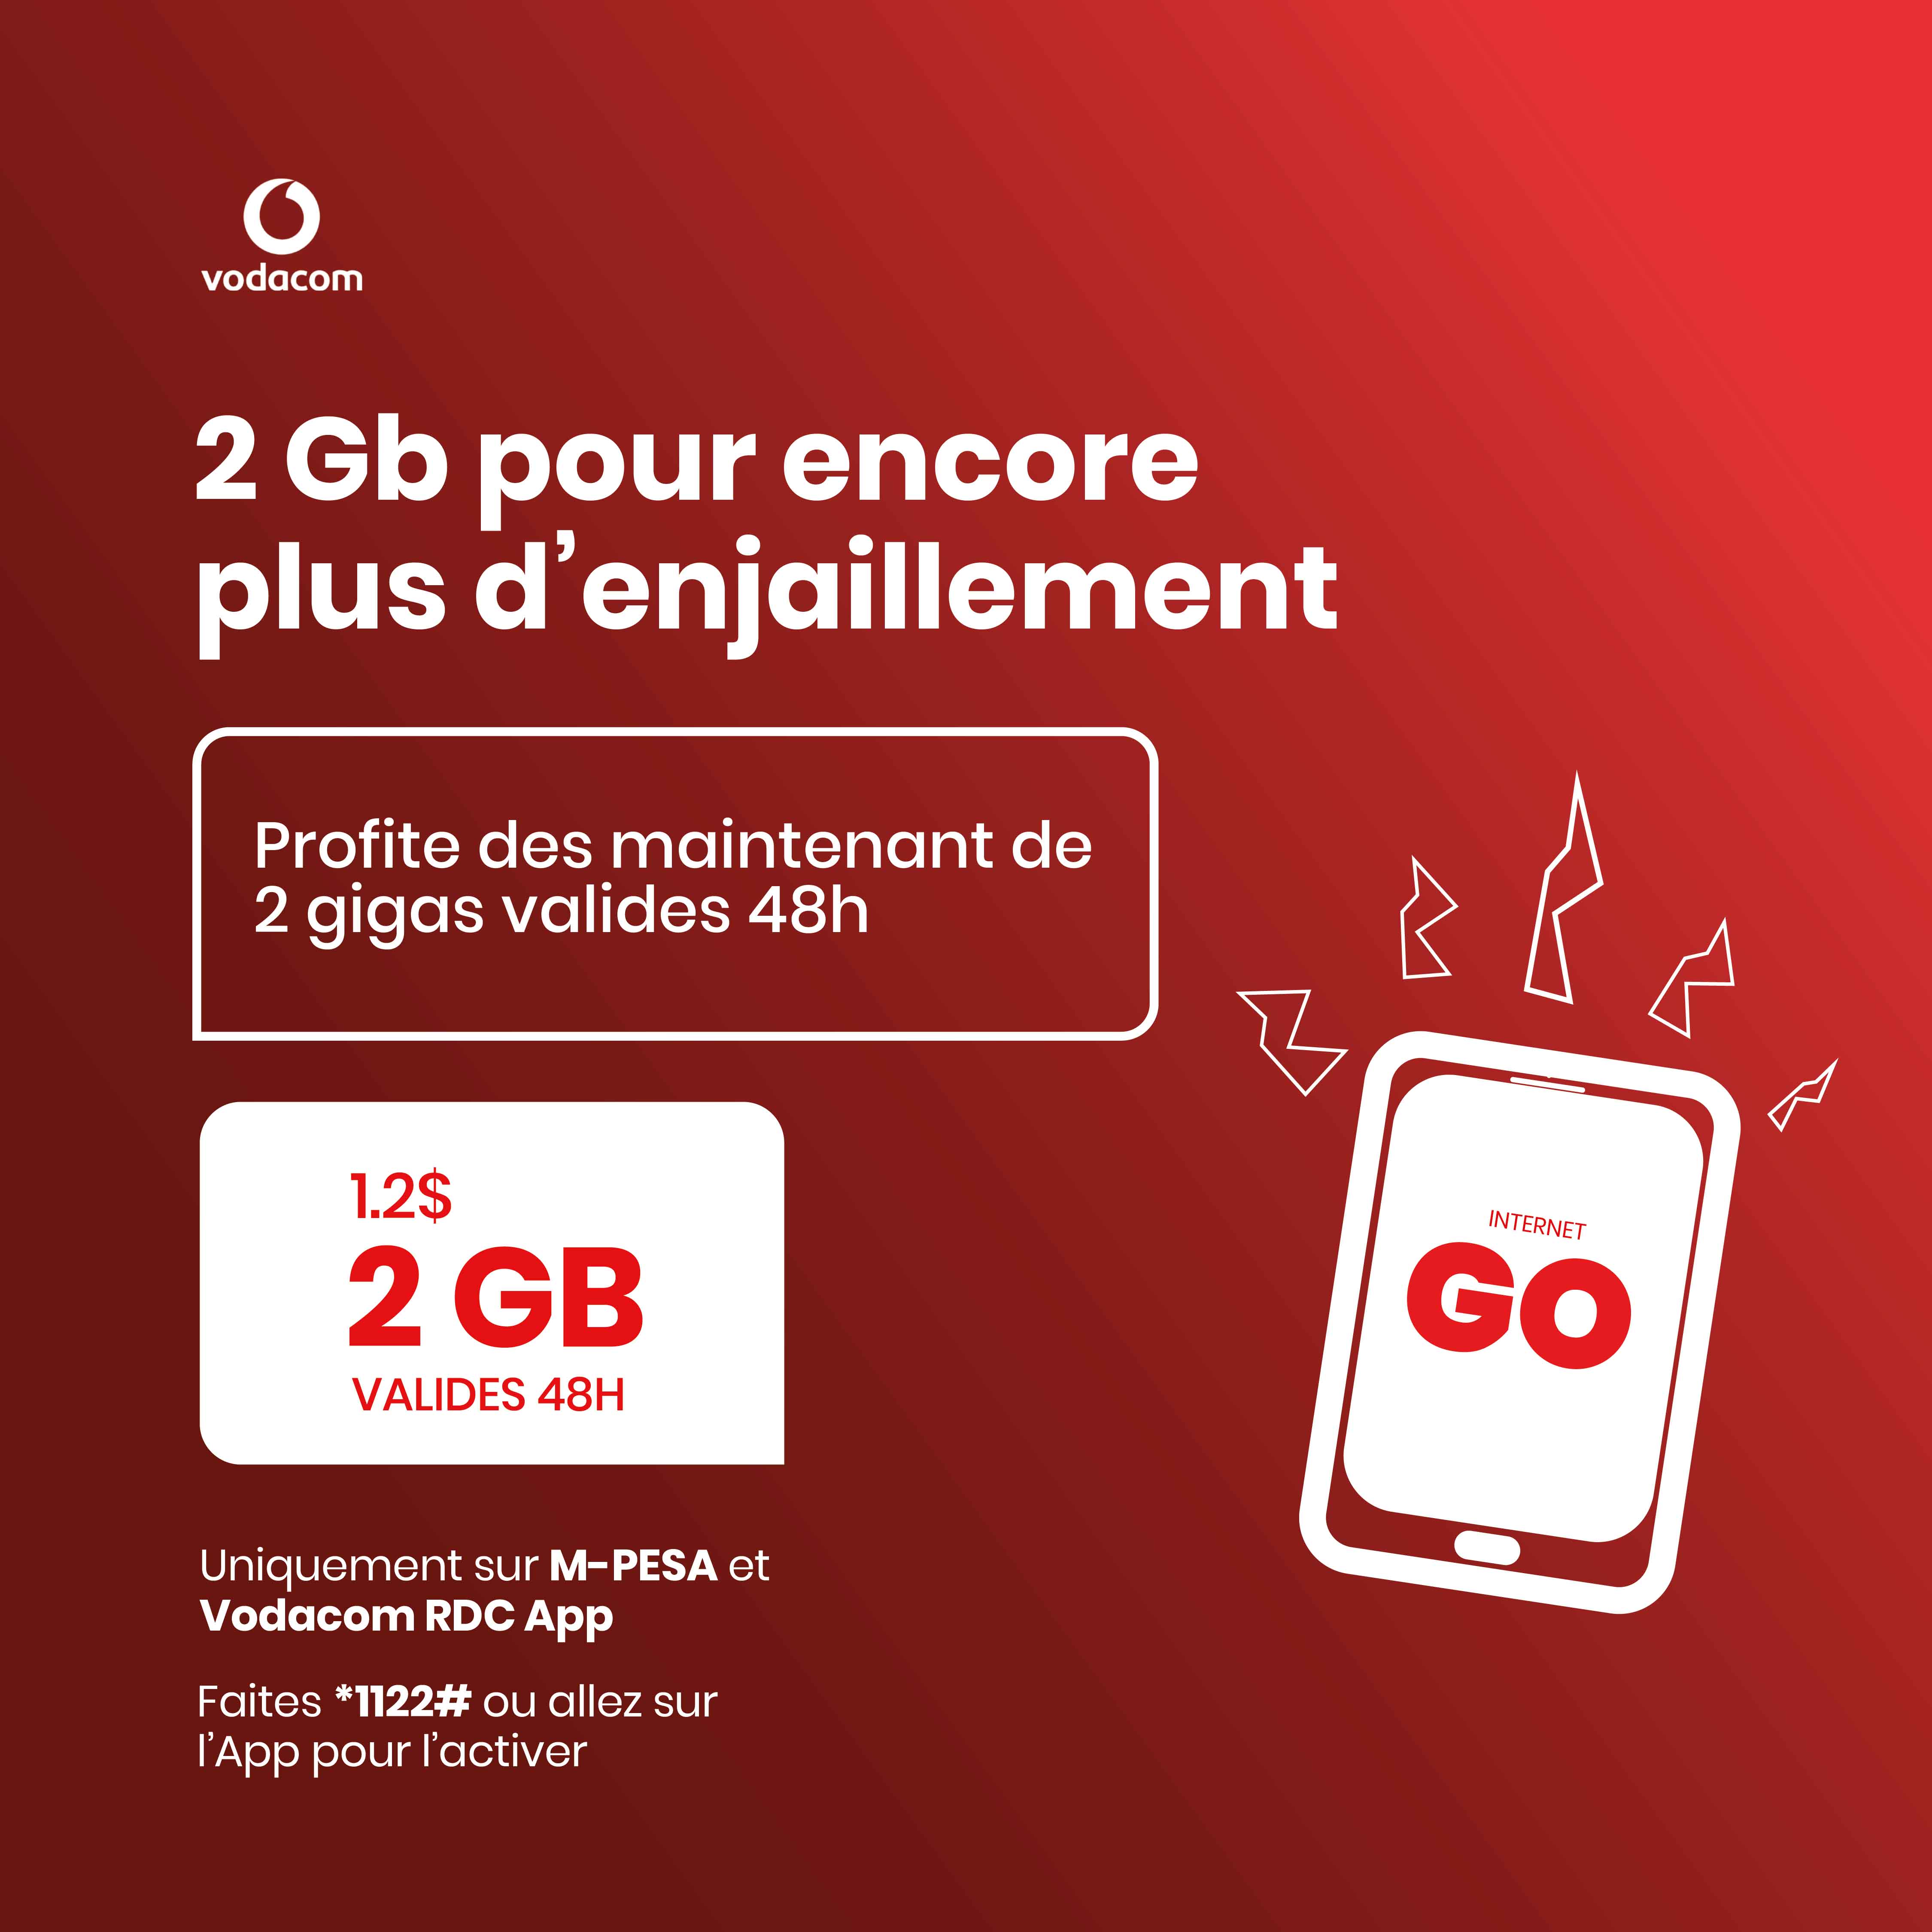 vodacom
2 Gb pour encore
plus d’enjaillement
Profite des maintenant de
2 gigas valides 48h
1.2$
2 GB
VALIDES 48H
INTERNET
GO
Uniquement sur M-PESA et
Vodacom RDC App
Faites *1122# ou allez sur
l’App pour l’activer